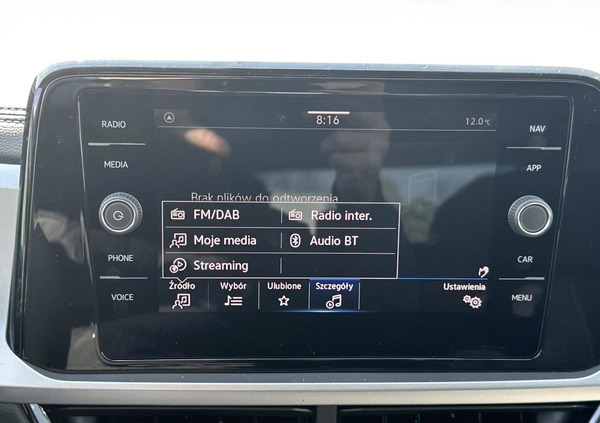 RADIO
MEDIA
PHONE
VOICE
8:16
12.0 °C
Brak plików do odtworzenia
FM/DAB
Radio inter.
Moje media
Audio BT
Streaming
Źródło
Wybór
Ulubione
Szczegóły
Ustawienia
NAV
APP
CAR
MENU